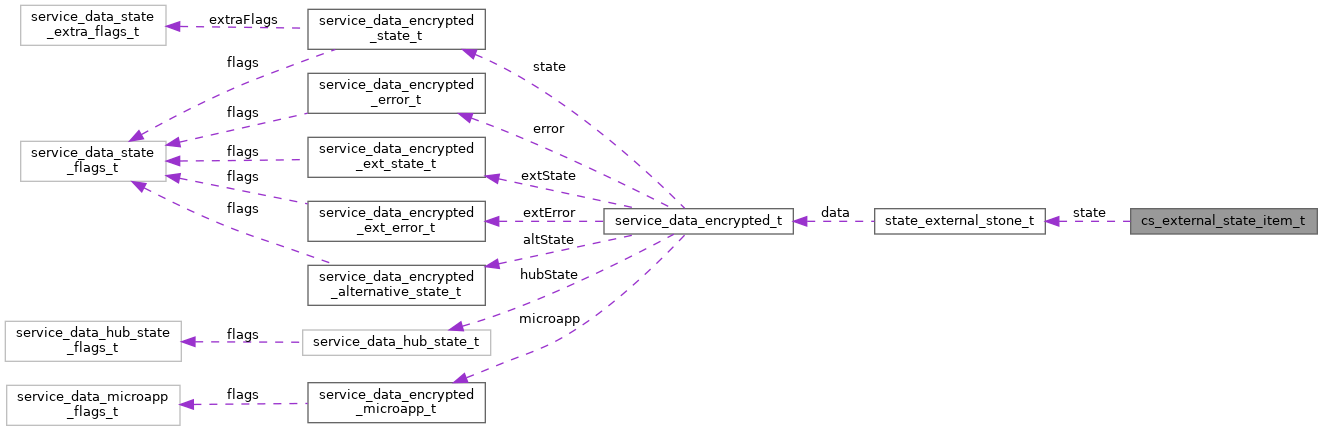 service_data_state
_extra_flags_t
extraFlags
service_data_encrypted
_state_t
flags
state
service_data_encrypted
_error_t
flags
error
service_data_state
_flags_t
flags
service_data_encrypted
_ext_state_t
extState
flags
service_data_encrypted
_ext_error_t
extError
service_data_encrypted_t
data
state_external_stone_t
state
cs_external_state_item_t
flags
service_data_encrypted
_alternative_state_t
altState
hubState
service_data_hub_state
_flags_t
flags
service_data_hub_state_t
microapp
service_data_microapp
_flags_t
flags
service_data_encrypted
_microapp_t